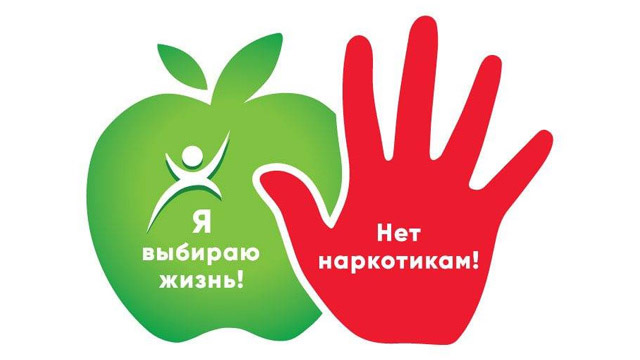 Я
выбираю
жизнь!
Нет
наркотикам!